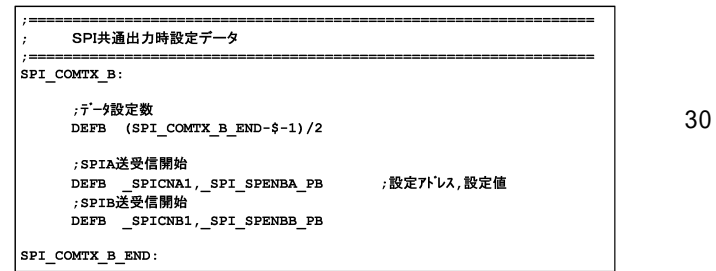 ;=================================================================
;     SPI共通出力時設定データ
;=================================================================
SPI_COMTX_B:
;ﾃﾞｰﾀ設定数
DEFB (SPI_COMTX_B_END-$-1)/2
;SPIA送受信開始
DEFB _SPICNA1,_SPI_SPENBA_PB ;設定ｱﾄﾞﾚｽ,設定値
;SPIB送受信開始
DEFB _SPICNB1,_SPI_SPENBB_PB
SPI_COMTX_B_END:
30